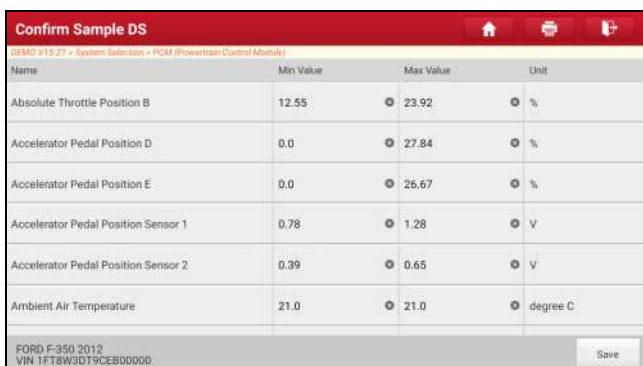 Confirm Sample DS
DEMO V15.21 > System Selection > PCM (Powertrain Control Module)
Name Min Value Max Value Unit
Absolute Throttle Position B 12.55 23.92 %
Accelerator Pedal Position D 0.0 27.84 %
Accelerator Pedal Position E 0.0 26.67 %
Accelerator Pedal Position Sensor 1 0.78 1.28 V
Accelerator Pedal Position Sensor 2 0.39 0.65 V
Ambient Air Temperature 21.0 21.0 degree C
FORD F-350 2012
VIN 1FT8W3DT9CEB00000
Save